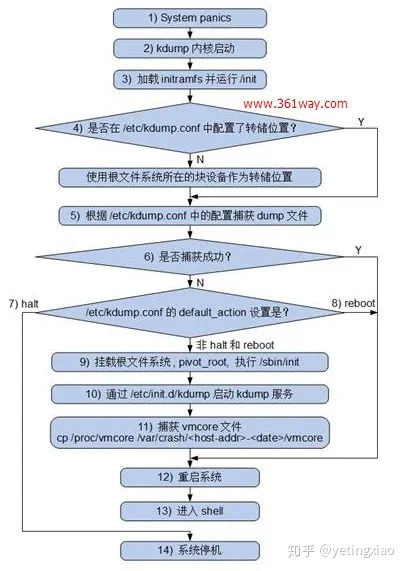 1) System panics
2) kdump 内核启动
3) 加载 initramfs 并运行 /init
www.361way.com
4) 是否在 /etc/kdump.conf 中配置了转储位置?
Y
N
使用根文件系统所在的块设备作为转储位置
5) 根据 /etc/kdump.conf 中的配置捕获 dump 文件
6) 是否捕获成功?
Y
N
7) halt
/etc/kdump.conf 的 default_action 设置是?
8) reboot
非 halt 和 reboot
9) 挂载根文件系统, pivot_root, 执行 /sbin/init
10) 通过 /etc/init.d/kdump 启动 kdump 服务
11) 捕获 vmcore 文件
cp /proc/vmcore /var/crash/<host-addr>-<date>/vmcore
12) 重启系统
13) 进入 shell
14) 系统停机
知乎 @yetingxiao